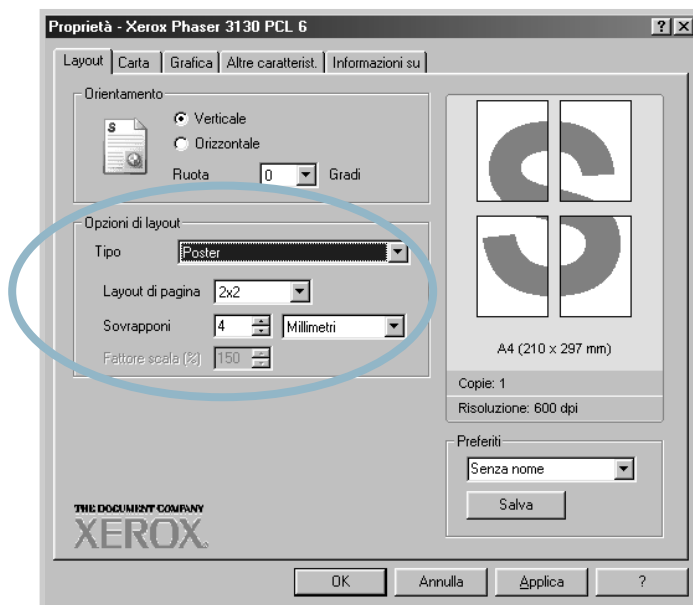 Proprietà - Xerox Phaser 3130 PCL 6
? x
Layout Carta Grafica Altre caratterist. Informazioni su
Orientamento
S
Verticale
Orizzontale
Ruota 0 Gradi
Opzioni di layout
Tipo Poster
Layout di pagina 2x2
Sovrapponi 4 Millimetri
Fattore scala (%) 150
S
A4 (210 x 297 mm)
Copie: 1
Risoluzione: 600 dpi
Preferiti
Senza nome
Salva
THE DOCUMENT COMPANY
XEROX
OK Annulla Applica ?